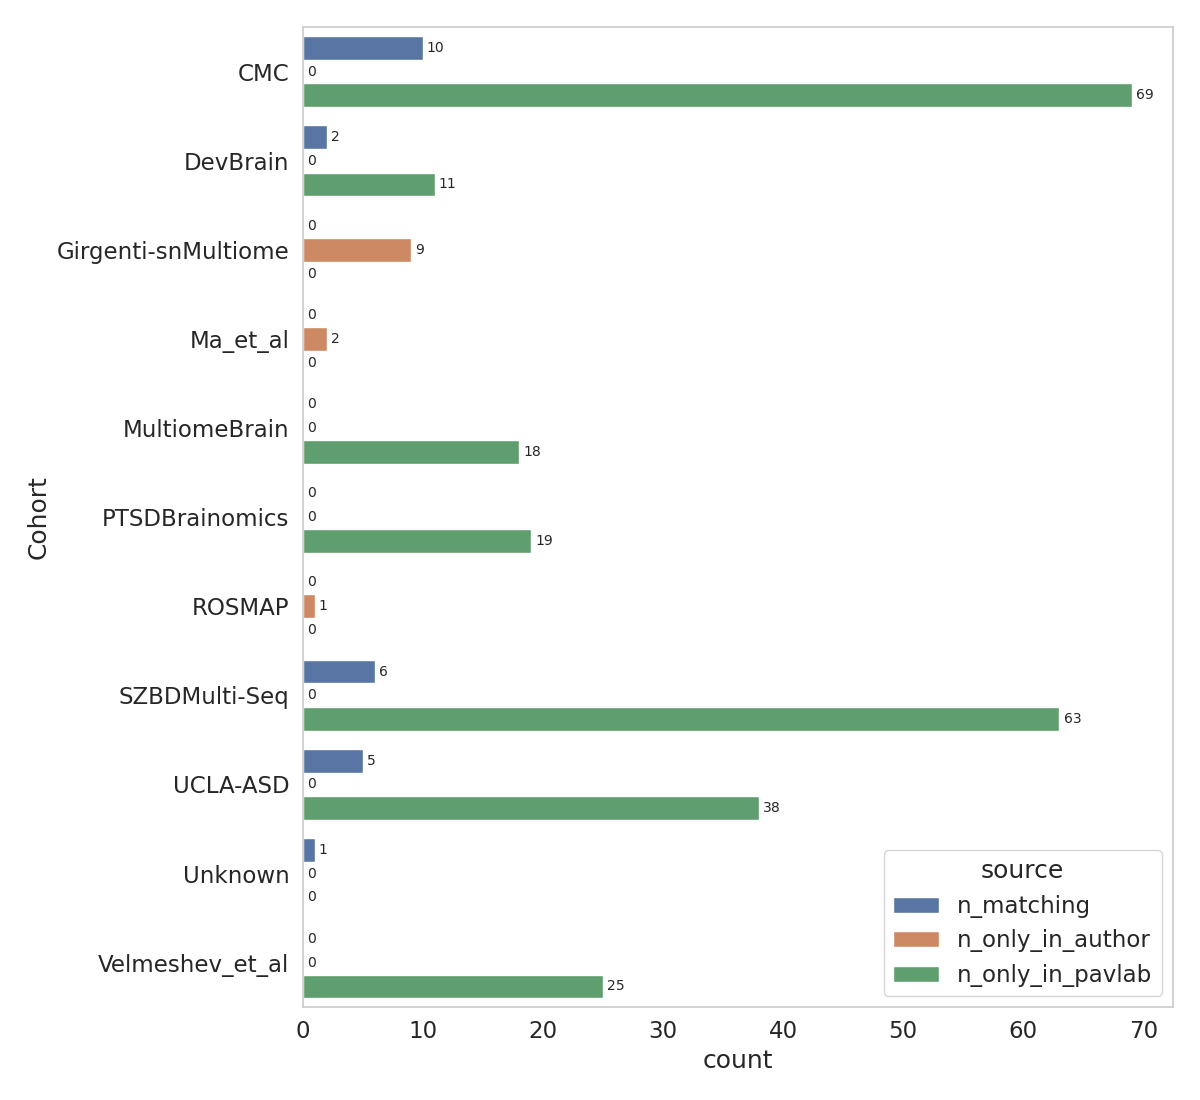 CMC
10
0
69
DevBrain
2
0
11
Girgenti-snMultiome
0
9
0
Ma_et_al
0
2
0
MultiomeBrain
0
0
18
PTSDBrainomics
0
0
19
ROSMAP
0
1
0
SZBDMulti-Seq
6
0
63
UCLA-ASD
5
0
38
Unknown
1
0
0
Velmeshev_et_al
0
0
25
Cohort
source
n_matching
n_only_in_author
n_only_in_pavlab
0 10 20 30 40 50 60 70
count